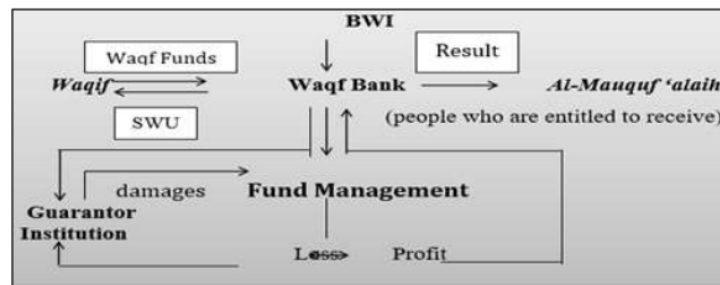 BWI
Waqf Funds
Result
Waqif
Waqf Bank
Al-Mauquf 'alaih
SWU
(people who are entitled to receive)
damages
Fund Management
Guarantor
Institution
Loss
Profit